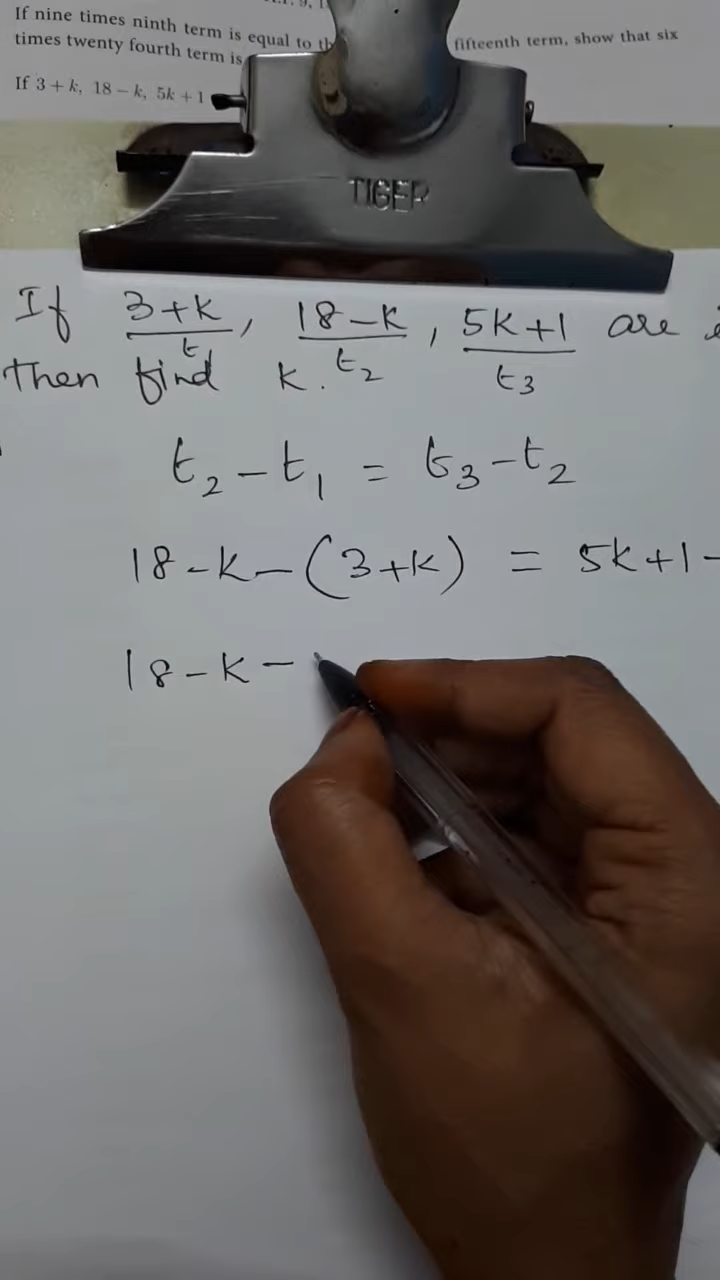 If nine times ninth term is equal to fifteenth term, show that six
times twenty fourth term is
If 3 + k, 18 − k, 5k + 1
TIGER
If 3+k, 18-k, 5k+1 are
t t2 t3
then find k.
t2 - t1 = t3 - t2
18-k-(3+k) = 5k+1-
18-k-